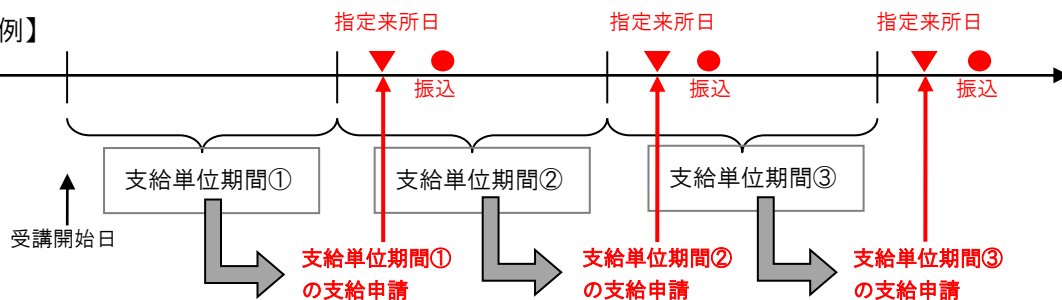 例】
指定来所日
指定来所日
指定来所日
振込
振込
振込
支給単位期間①
支給単位期間②
支給単位期間③
受講開始日
支給単位期間①
の支給申請
支給単位期間②
の支給申請
支給単位期間③
の支給申請